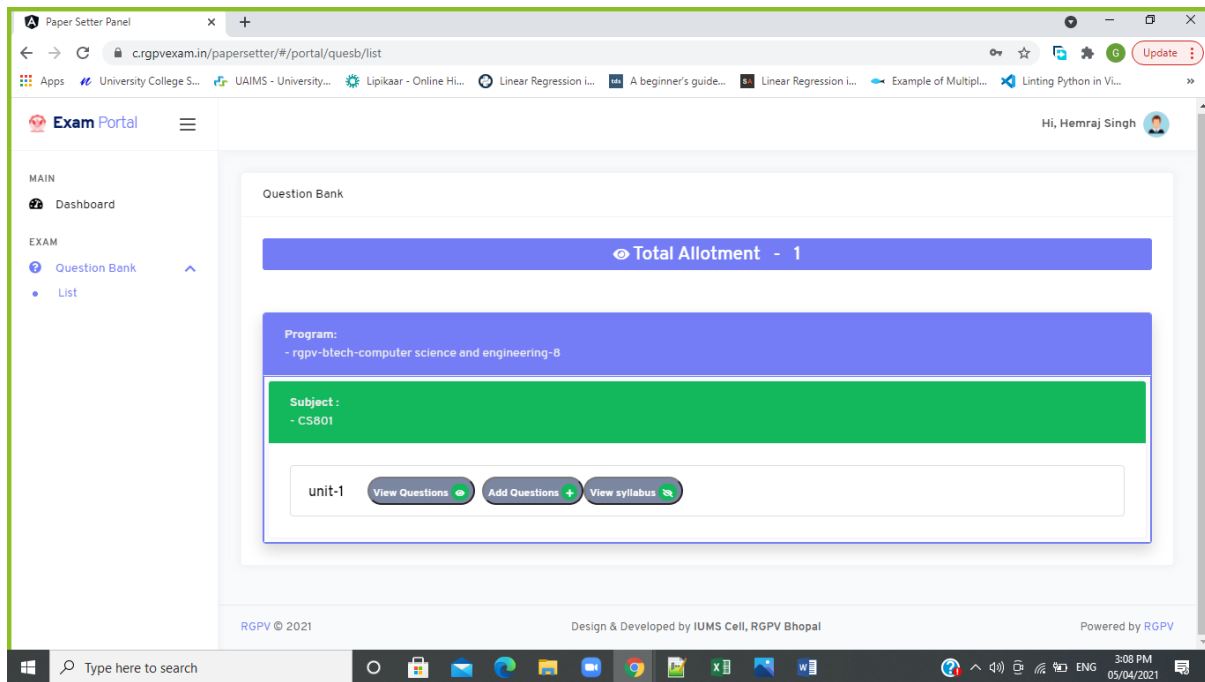 Paper Setter Panel
c.rgpvexam.in/papersetter/#/portal/quesb/list
G
Update
Apps
University College S...
UAIMS - University...
Lipikaar - Online Hi...
Linear Regression i...
tds
A beginner's guide...
SA
Linear Regression i...
Example of Multipl...
Linting Python in Vi...
»
Exam Portal
Hi, Hemraj Singh
MAIN
Dashboard
EXAM
Question Bank
List
Question Bank
Total Allotment - 1
Program:
- rgpv-btech-computer science and engineering-8
Subject :
- CS801
unit-1
View Questions
Add Questions +
View syllabus
RGPV © 2021
Design & Developed by IUMS Cell, RGPV Bhopal
Powered by RGPV
Type here to search
ENG
3:08 PM
05/04/2021